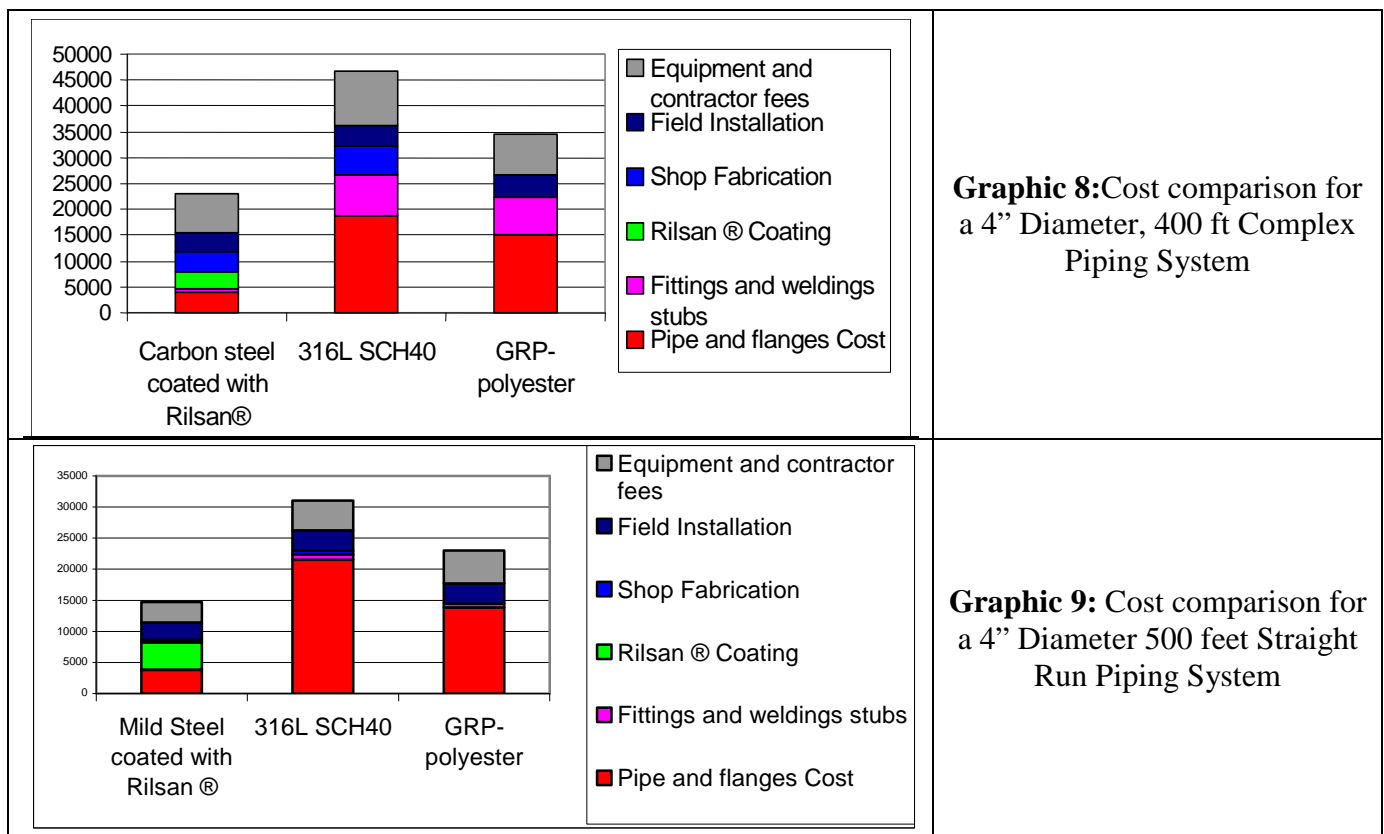 50000
45000
40000
35000
30000
25000
20000
15000
10000
5000
0
Carbon steel
coated with
Rilsan®
316L SCH40
GRP-
polyester
Equipment and
contractor fees
Field Installation
Shop Fabrication
Rilsan ® Coating
Fittings and weldings
stubs
Pipe and flanges Cost
Graphic 8:Cost comparison for
a 4” Diameter, 400 ft Complex
Piping System
35000
30000
25000
20000
15000
10000
5000
0
Mild Steel
coated with
Rilsan ®
316L SCH40
GRP-
polyester
Equipment and contractor
fees
Field Installation
Shop Fabrication
Rilsan ® Coating
Fittings and weldings stubs
Pipe and flanges Cost
Graphic 9: Cost comparison for
a 4” Diameter 500 feet Straight
Run Piping System